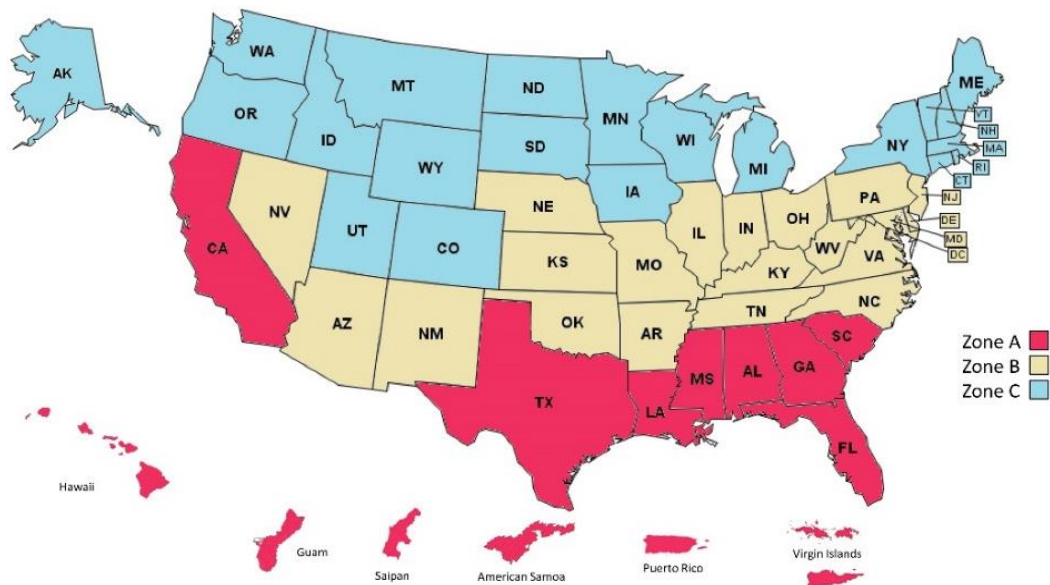 AK
WA
OR
ID
MT
WY
ND
SD
MN
WI
MI
IA
NY
ME
VT
NH
MA
RI
CT
NJ
DE
MD
DC
CA
NV
UT
CO
AZ
NM
NE
KS
OK
TX
MO
AR
LA
IL
IN
OH
PA
WV
VA
KY
TN
NC
SC
MS
AL
GA
FL
Zone A
Zone B
Zone C
Hawaii
Guam
Saipan
American Samoa
Puerto Rico
Virgin Islands